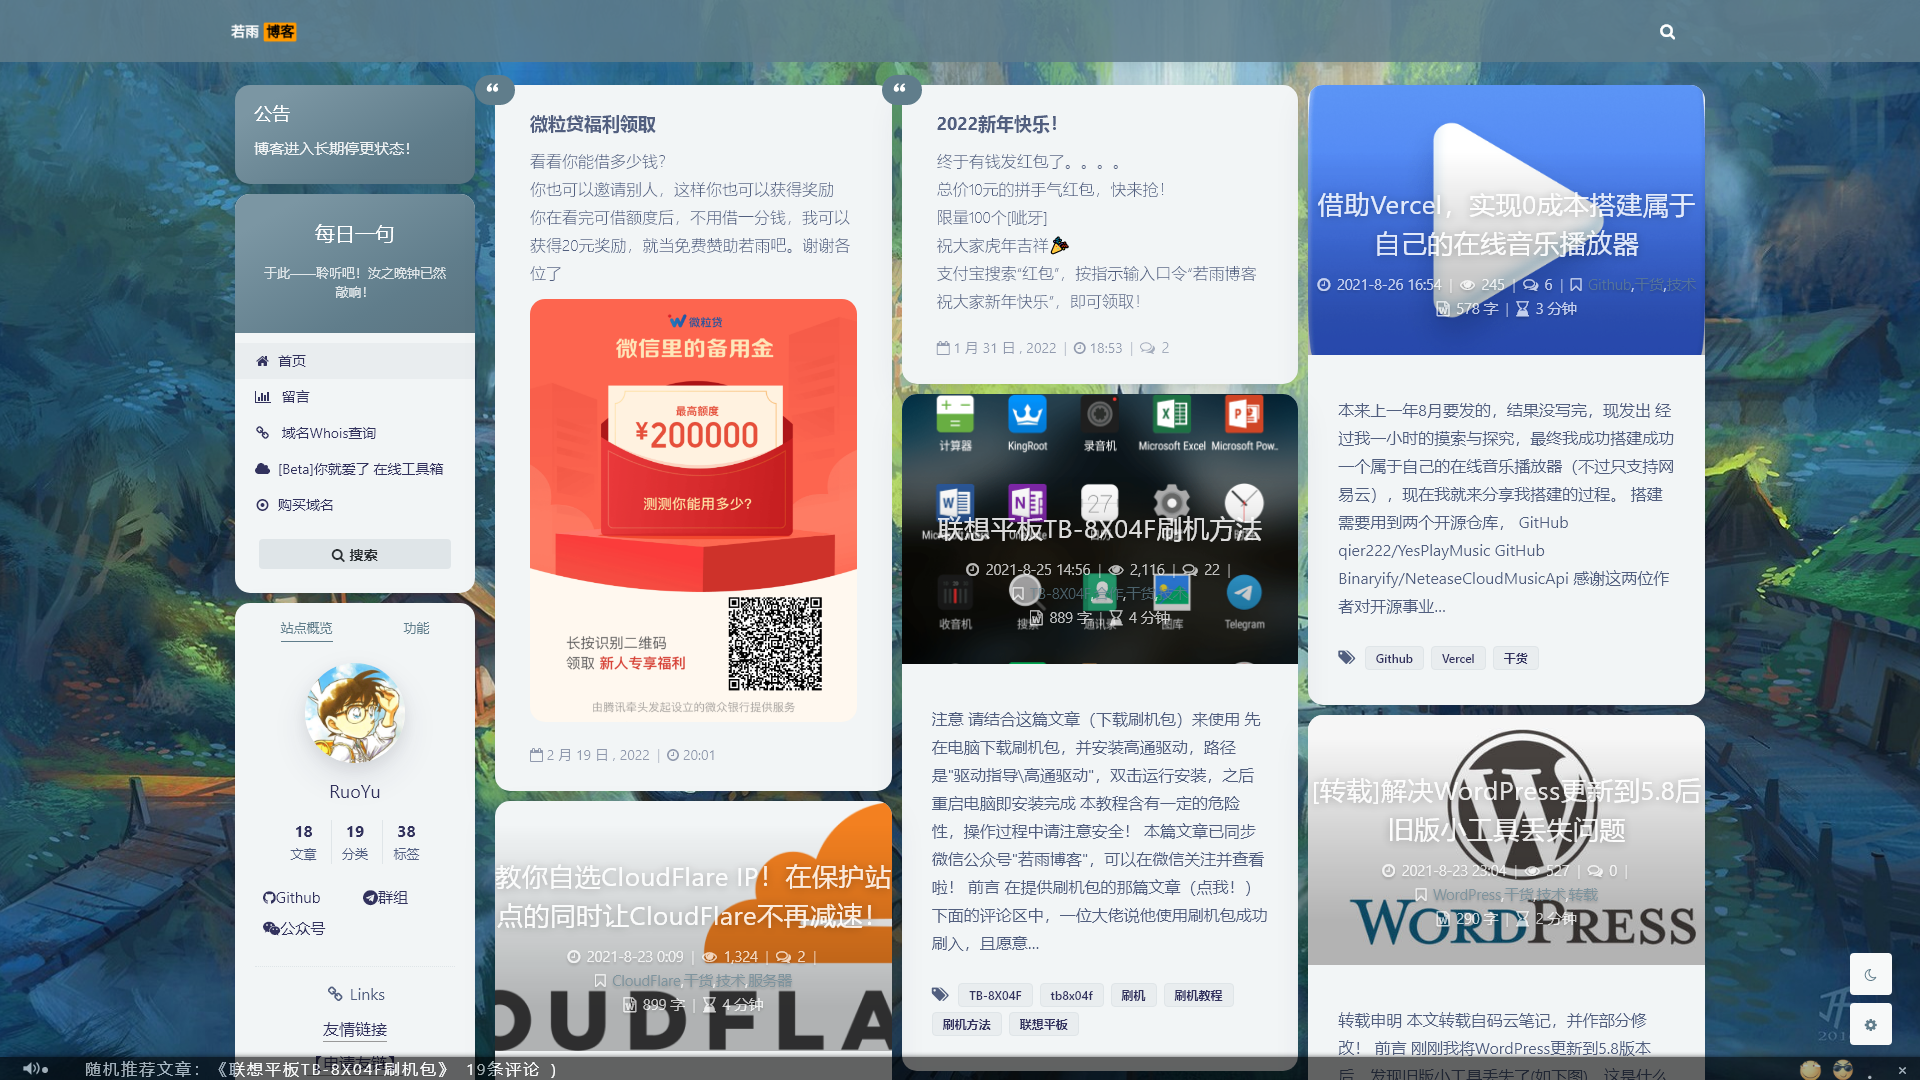 若雨 博客
公告
博客进入长期停更状态！
每日一句
于此——聆听吧！汝之晚钟已然
敲响！
首页
留言
域名Whois查询
[Beta]你就爱了 在线工具箱
购买域名
搜索
站点概览 功能
RuoYu
18 19 38
文章 分类 标签
Github 群组
公众号
Links
友情链接
微粒贷福利领取
看看你能借多少钱？
你也可以邀请别人，这样你也可以获得奖励
你在看完可借额度后，不用借一分钱，我可以
获得20元奖励，就当免费赞助若雨吧。谢谢各
位了
微粒贷
微信里的备用金
最高额度
¥200000
测测你能用多少？
长按识别二维码
领取 新人专享福利
由腾讯牵头发起设立的微众银行提供服务
2 月 19 日 , 2022 | 20:01
教你自选CloudFlare IP！在保护站
点的同时让CloudFlare不再减速！
2021-8-23 0:09 | 1,324 | 2 |
CloudFlare,干货,技术,服务器
899 字 | 4 分钟
OUDFLA
2022新年快乐！
终于有钱发红包了。。。。
总价10元的拼手气红包，快来抢！
限量100个[呲牙]
祝大家虎年吉祥🎉
支付宝搜索“红包”，按指示输入口令“若雨博客
祝大家新年快乐”，即可领取！
1 月 31 日 , 2022 | 18:53 | 2
计算器 KingRoot 录音机 Microsoft Excel Microsoft Pow..
27
联想平板TB-8X04F刷机方法
2021-8-25 14:56 | 2,116 | 22 |
889 字 | 4 分钟
收音机 通讯录 图库 Telegram
注意 请结合这篇文章（下载刷机包）来使用 先
在电脑下载刷机包，并安装高通驱动，路径
是"驱动指导\高通驱动"，双击运行安装，之后
重启电脑即安装完成 本教程含有一定的危险
性，操作过程中请注意安全！ 本篇文章已同步
微信公众号"若雨博客"，可以在微信关注并查看
啦！ 前言 在提供刷机包的那篇文章（点我！）
下面的评论区中，一位大佬说他使用刷机包成功
刷入，且愿意...
TB-8X04F tb8x04f 刷机 刷机教程
刷机方法 联想平板
借助Vercel，实现0成本搭建属于
自己的在线音乐播放器
2021-8-26 16:54 | 245 | 6 | Github,干货,技术
578 字 | 3 分钟
本来上一年8月要发的，结果没写完，现发出 经
过我一小时的摸索与探究，最终我成功搭建成功
一个属于自己的在线音乐播放器（不过只支持网
易云），现在我就来分享我搭建的过程。 搭建
需要用到两个开源仓库， GitHub
qier222/YesPlayMusic GitHub
Binaryify/NeteaseCloudMusicApi 感谢这两位作
者对开源事业...
Github Vercel 干货
[转载]解决WordPress更新到5.8后
旧版小工具丢失问题
2021-8-23 23:04 | 527 | 0 |
WordPress,干货,技术,转载
290 字 | 2 分钟
WORDPRESS
转载申明 本文转载自码云笔记，并作部分修
改！ 前言 刚刚我将WordPress更新到5.8版本
后，发现旧版小工具丢失了(如下图)，这是什么
随机推荐文章：《联想平板TB-8X04F刷机包》 19条评论 )